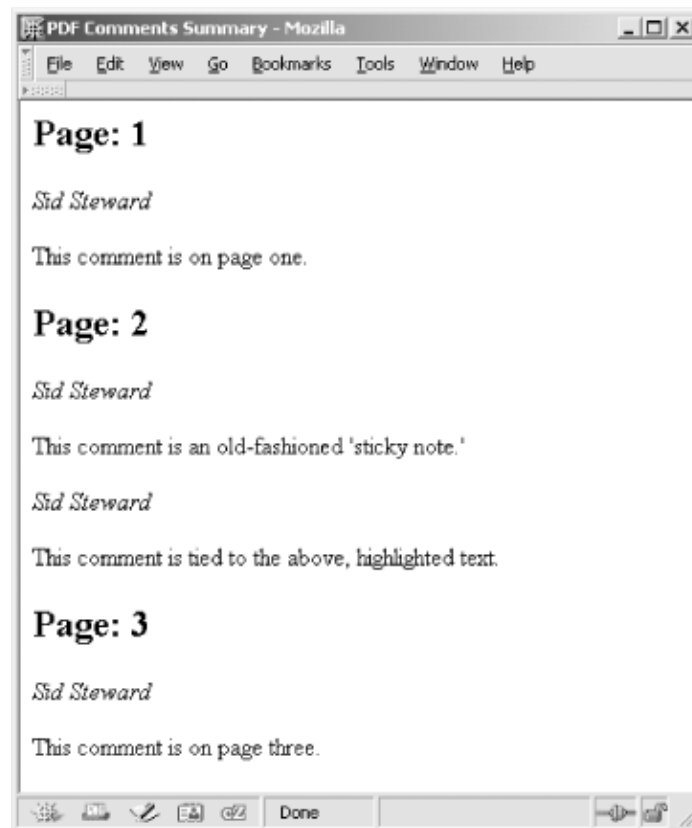 PDF Comments Summary - Mozilla
File Edit View Go Bookmarks Tools Window Help
Page: 1
Sid Steward
This comment is on page one.
Page: 2
Sid Steward
This comment is an old-fashioned 'sticky note.'
Sid Steward
This comment is tied to the above, highlighted text.
Page: 3
Sid Steward
This comment is on page three.
Done